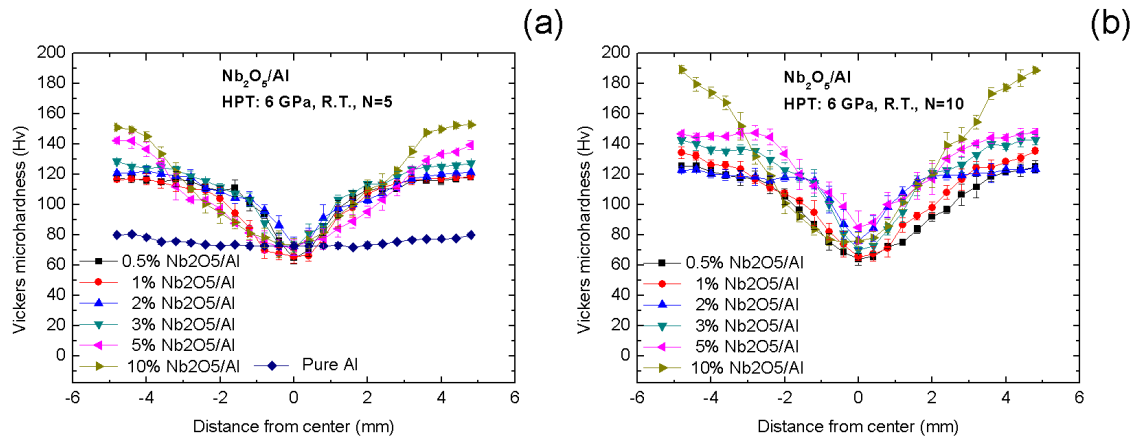 (a)
Nb₂O₅/Al
HPT: 6 GPa, R.T., N=5
200
180
160
140
120
100
80
60
40
20
0
Vickers microhardness (Hv)
0.5% Nb2O5/Al
1% Nb2O5/Al
2% Nb2O5/Al
3% Nb2O5/Al
5% Nb2O5/Al
10% Nb2O5/Al
Pure Al
-6 -4 -2 0 2 4 6
Distance from center (mm)
(b)
Nb₂O₅/Al
HPT: 6 GPa, R.T., N=10
200
180
160
140
120
100
80
60
40
20
0
Vickers microhardness (Hv)
0.5% Nb2O5/Al
1% Nb2O5/Al
2% Nb2O5/Al
3% Nb2O5/Al
5% Nb2O5/Al
10% Nb2O5/Al
-6 -4 -2 0 2 4 6
Distance from center (mm)